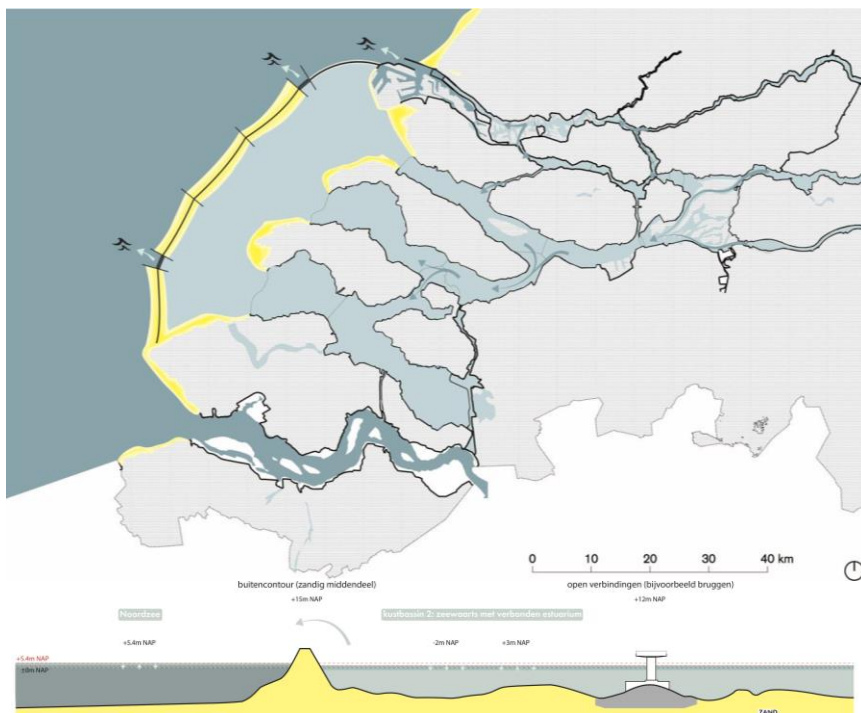 0 10 20 30 40 km
buitencontour (zandig middendeel) open verbindingen (bijvoorbeeld bruggen)
+15m NAP +12m NAP
Noordzee kustbassin 2: zeewaarts met verbonden estuarium
+5.4m NAP -2m NAP +3m NAP
+5.4m NAP
±0m NAP
ZAND